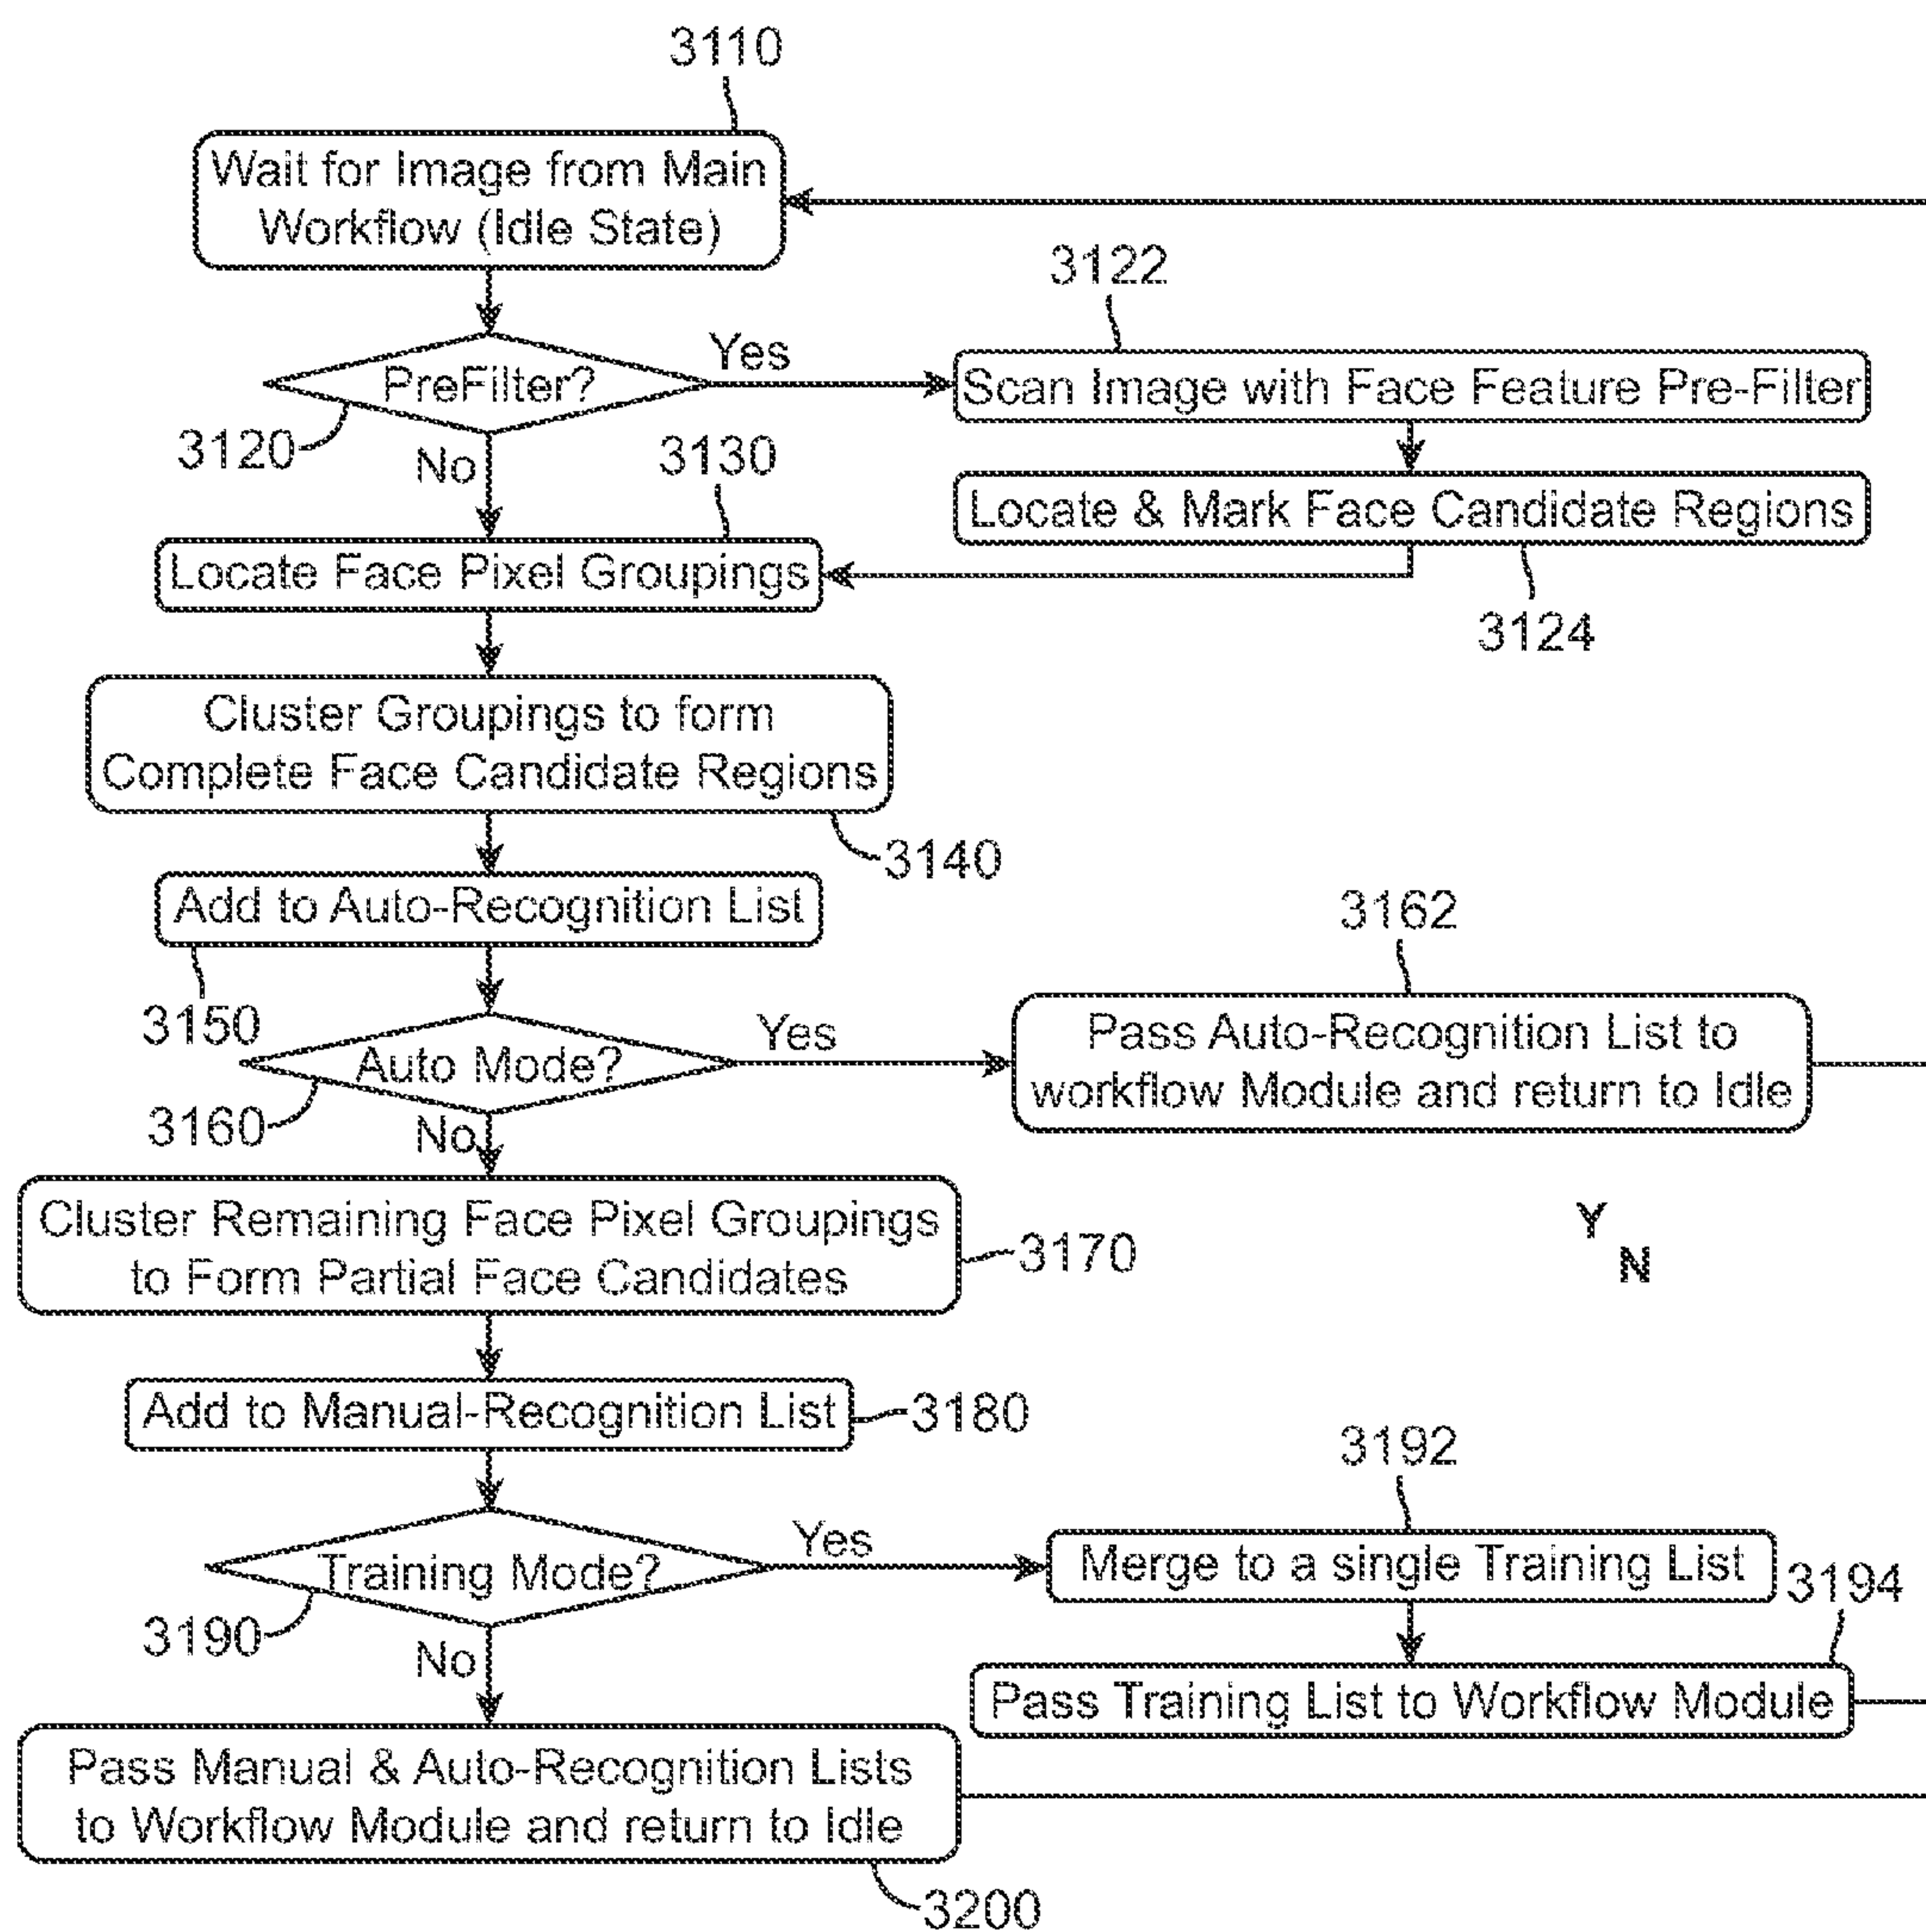 3110
Wait for Image from Main
Workflow (Idle State)
3122
PreFilter?
Yes
Scan Image with Face Feature Pre-Filter
3120
No
3130
Locate & Mark Face Candidate Regions
Locate Face Pixel Groupings
3124
Cluster Groupings to form
Complete Face Candidate Regions
3140
Add to Auto-Recognition List
3162
3150
Auto Mode?
Yes
Pass Auto-Recognition List to
workflow Module and return to Idle
3160
No
Cluster Remaining Face Pixel Groupings
to Form Partial Face Candidates
3170
Y
N
Add to Manual-Recognition List
3180
3192
Training Mode?
Yes
Merge to a single Training List
3194
3190
No
Pass Training List to Workflow Module
Pass Manual & Auto-Recognition Lists
to Workflow Module and return to Idle
3200